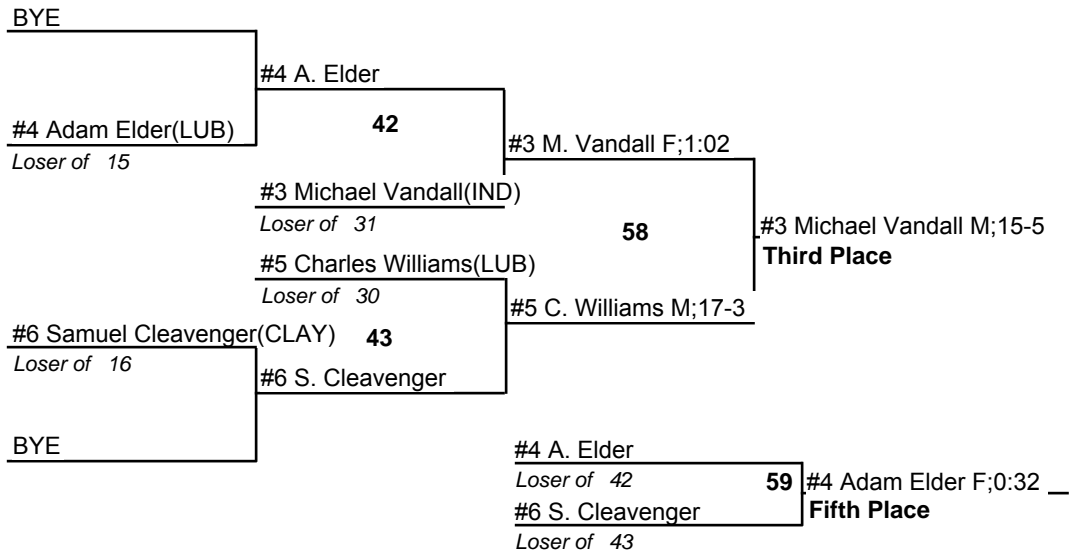 BYE
#4 A. Elder
#4 Adam Elder(LUB)
42
Loser of 15
#3 M. Vandall F;1:02
#3 Michael Vandall(IND)
Loser of 31
58
#3 Michael Vandall M;15-5
Third Place
#5 Charles Williams(LUB)
Loser of 30
#5 C. Williams M;17-3
#6 Samuel Cleavenger(CLAY)
43
Loser of 16
#6 S. Cleavenger
BYE
#4 A. Elder
Loser of 42
59
#4 Adam Elder F;0:32
Fifth Place
#6 S. Cleavenger
Loser of 43